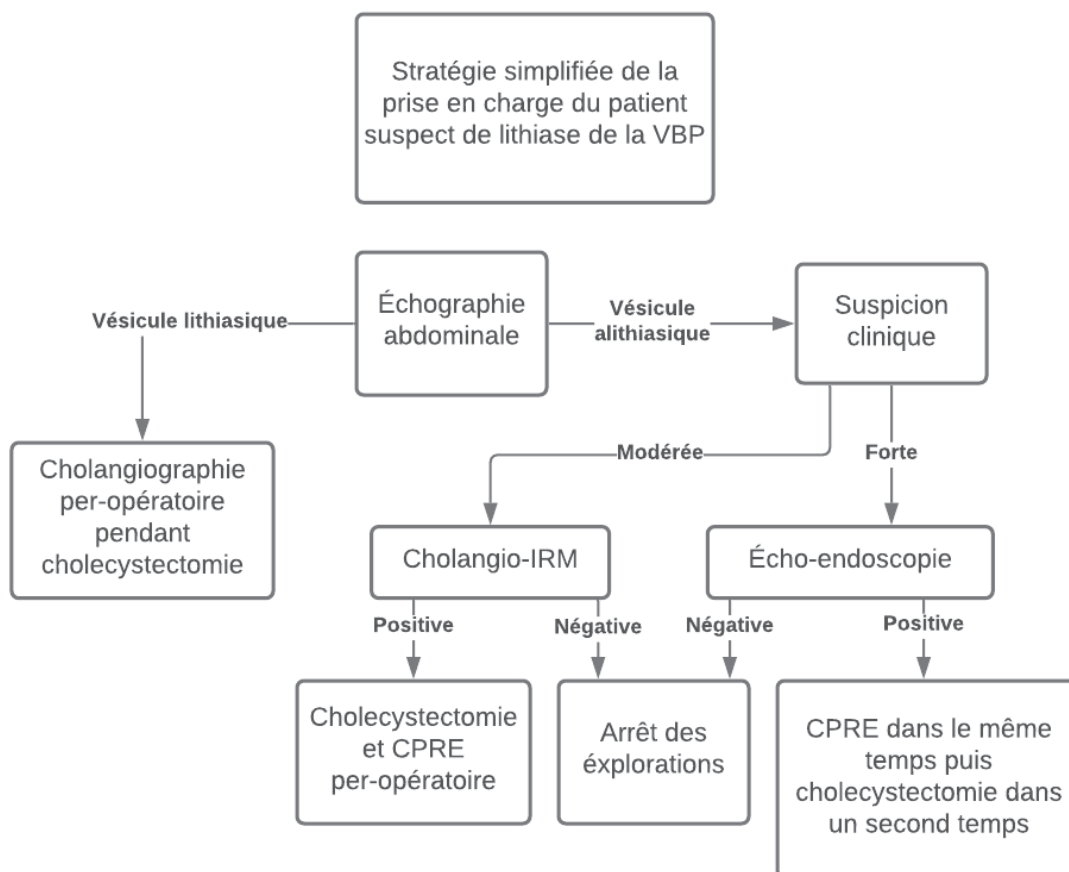 Stratégie simplifiée de la
prise en charge du patient
suspect de lithiase de la VBP
Échographie
abdominale
Vésicule lithiasique
Vésicule
alithiasique
Suspicion
clinique
Cholangiographie
per-opératoire
pendant
cholecystectomie
Modérée
Forte
Cholangio-IRM
Écho-endoscopie
Positive
Négative
Négative
Positive
Cholecystectomie
et CPRE
per-opératoire
Arrêt des
éxplorations
CPRE dans le même
temps puis
cholecystectomie dans
un second temps